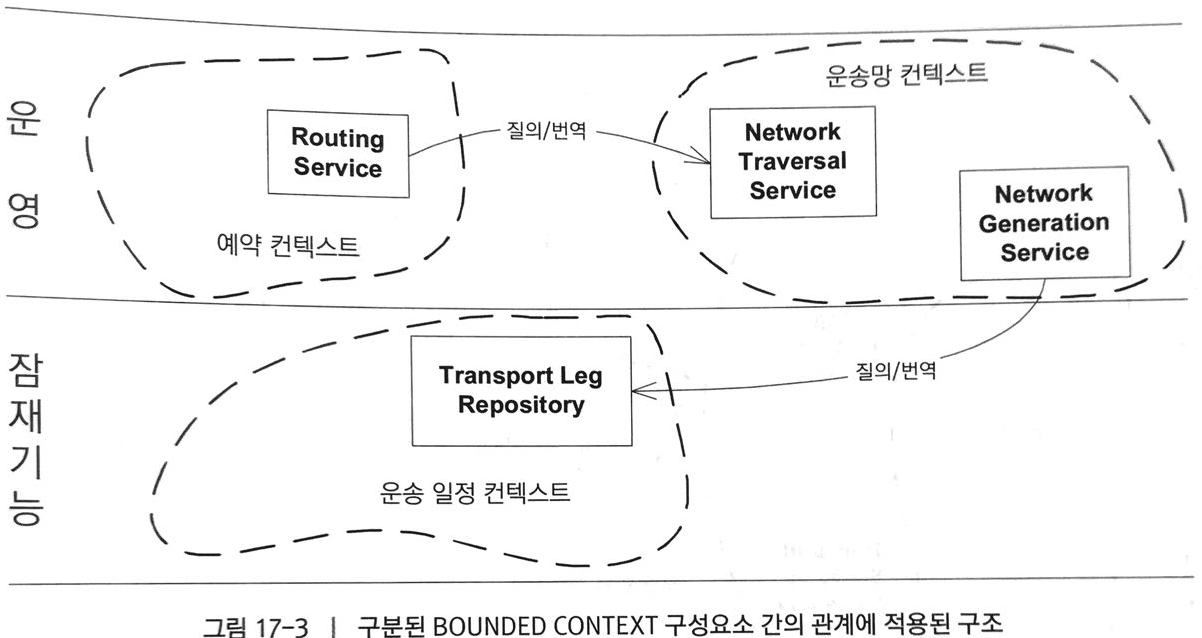 운영
Routing
Service
예약 컨텍스트
질의/번역
운송망 컨텍스트
Network
Traversal
Service
Network
Generation
Service
질의/번역
잠재기능
Transport Leg
Repository
운송 일정 컨텍스트
그림 17-3 | 구분된 BOUNDED CONTEXT 구성요소 간의 관계에 적용된 구조